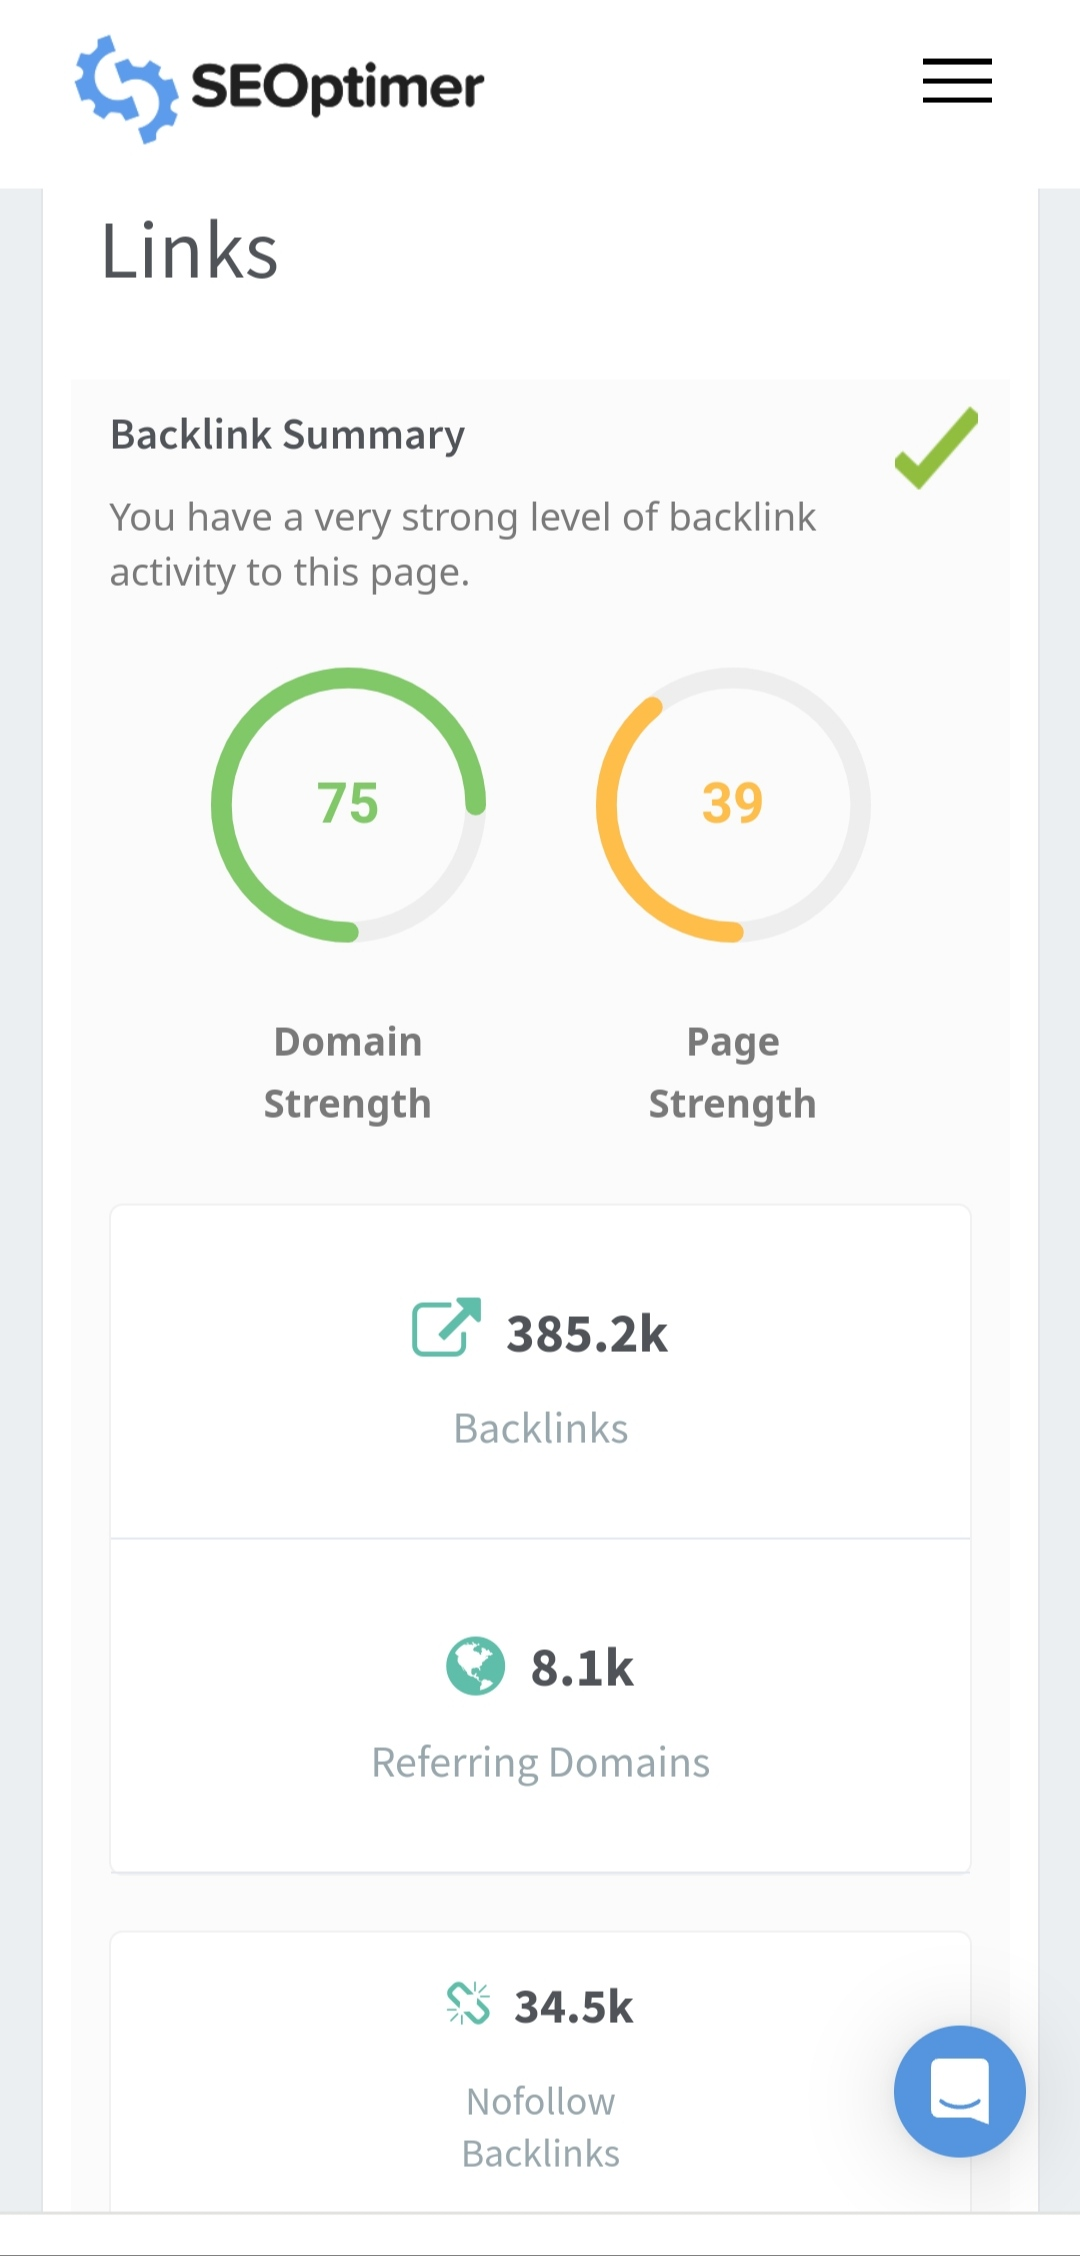 SEOptimer
Links
Backlink Summary
You have a very strong level of backlink
activity to this page.
75
39
Domain
Strength
Page
Strength
385.2k
Backlinks
8.1k
Referring Domains
34.5k
Nofollow
Backlinks